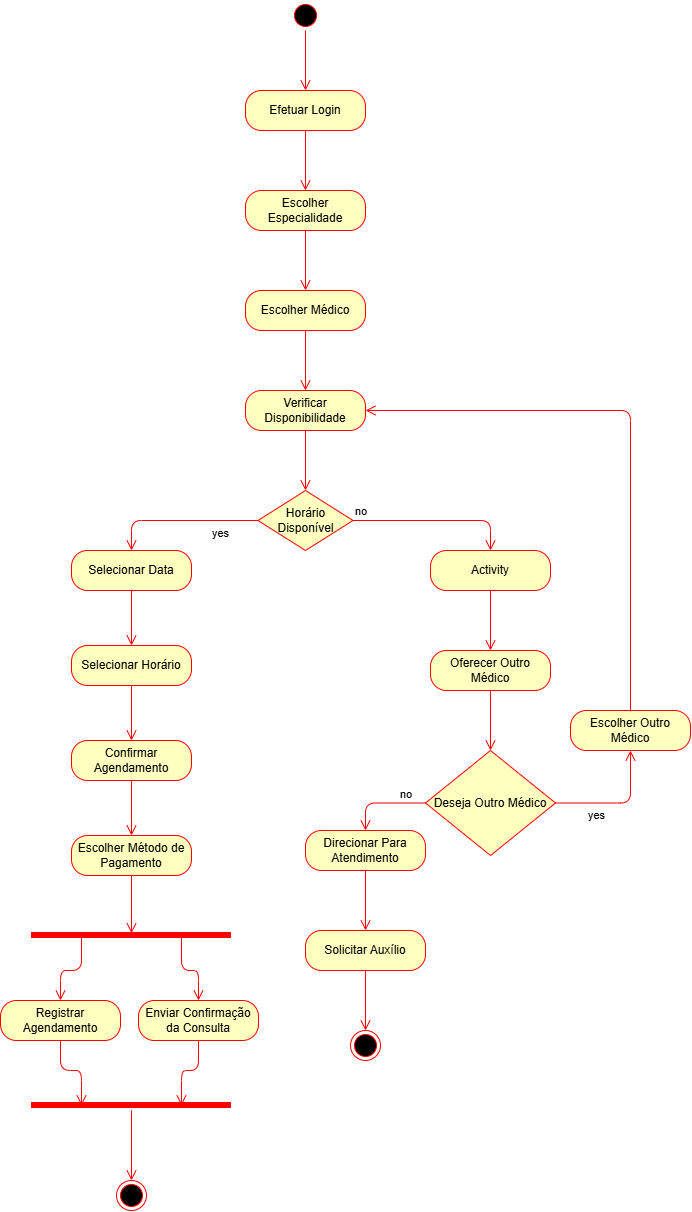 Efetuar Login
Escolher
Especialidade
Escolher Médico
Verificar
Disponibilidade
Horário
Disponível
yes
no
Selecionar Data
Activity
Selecionar Horário
Oferecer Outro
Médico
Escolher Outro
Médico
Confirmar
Agendamento
Deseja Outro Médico
no
yes
Escolher Método de
Pagamento
Direcionar Para
Atendimento
Solicitar Auxílio
Registrar
Agendamento
Enviar Confirmação
da Consulta